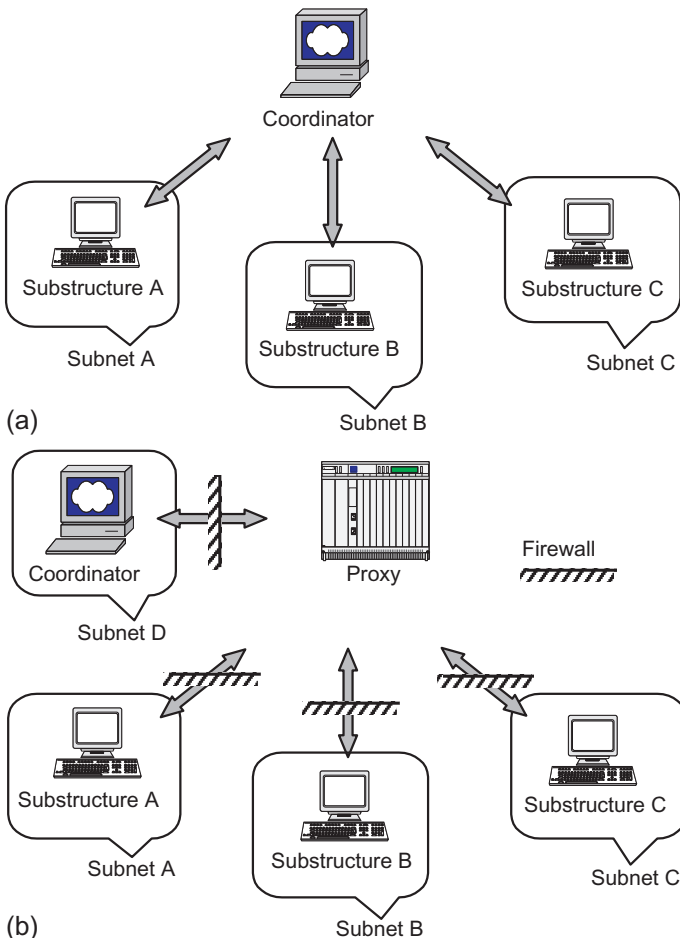 Coordinator
Substructure A
Subnet A
Substructure B
Subnet B
Substructure C
Subnet C
(a)
Coordinator
Subnet D
Proxy
Firewall
Substructure A
Subnet A
Substructure B
Subnet B
Substructure C
Subnet C
(b)